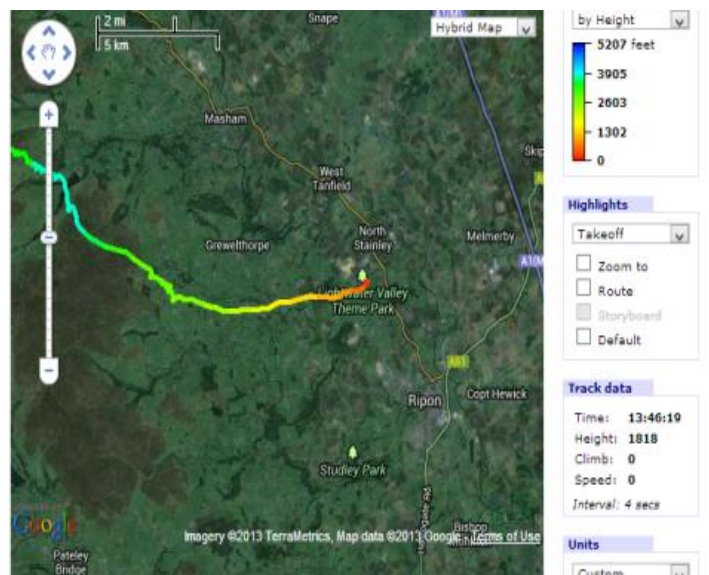 2 mi
5 km
Snape
Hybrid Map
Masham
West
Tanfield
North
Stainley
Melmerby
Grewelthorpe
Lightwater Valley
Theme Park
A61
Ripon
Copt Hewick
Studley Park
Bishop
Google
Imagery ©2013 TerraMetrics, Map data ©2013 Google - Terms of Use
Pateley
Bridge
by Height
5207 feet
3905
2603
1302
0
Highlights
Takeoff
Zoom to
Route
Storyboard
Default
Track data
Time: 13:46:19
Height: 1818
Climb: 0
Speed: 0
Interval: 4 secs
Units
Custom